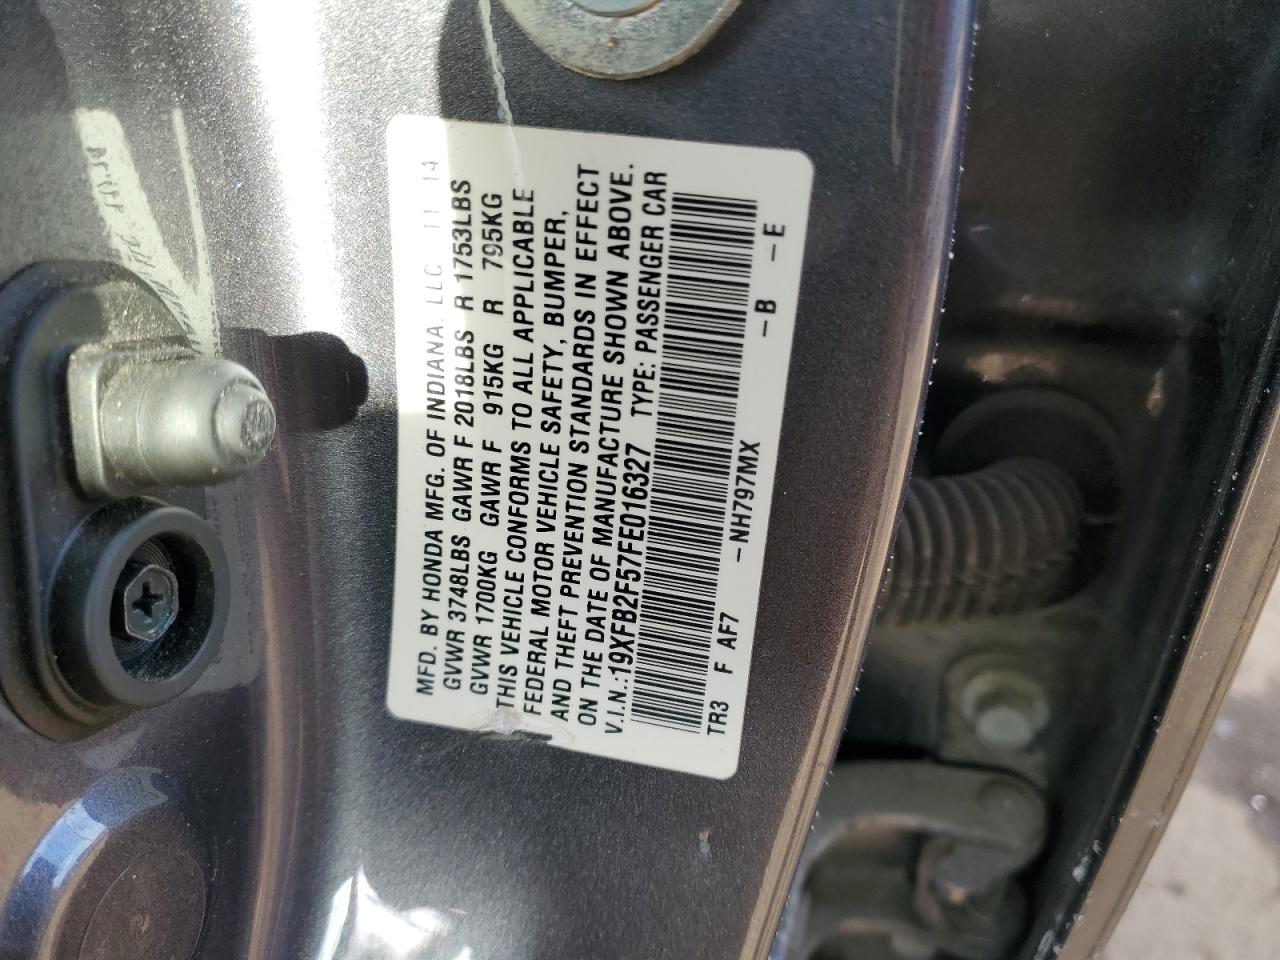 MFD. BY HONDA MFG. OF INDIANA. LLC 11 14
GVWR 3748LBS GAWR F 2018LBS R 1753LBS
GVWR 1700KG GAWR F 915KG R 795KG
THIS VEHICLE CONFORMS TO ALL APPLICABLE
FEDERAL MOTOR VEHICLE SAFETY, BUMPER,
AND THEFT PREVENTION STANDARDS IN EFFECT
ON THE DATE OF MANUFACTURE SHOWN ABOVE.
V.I.N.:19XFB2F57FE016327 TYPE: PASSENGER CAR
TR3 F AF7 -NH797MX -B -E